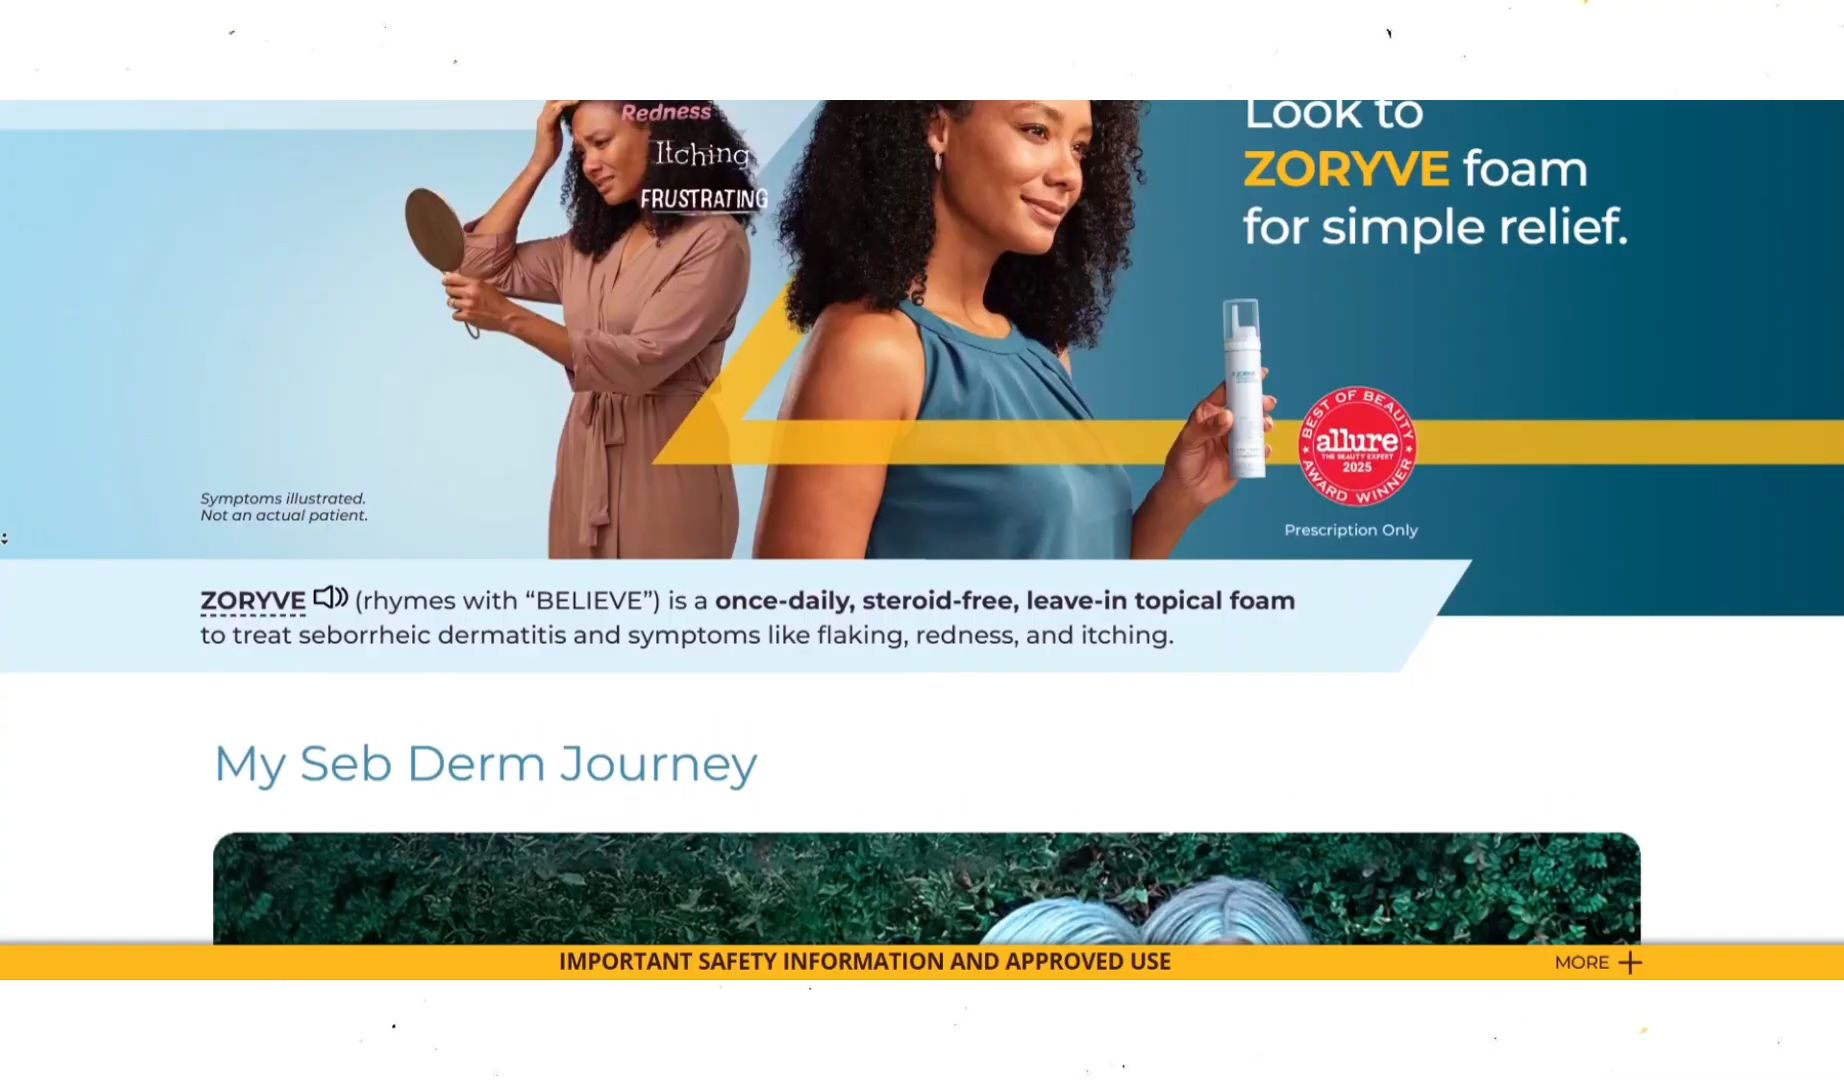 Redness
Itching
FRUSTRATING
Look to
ZORYVE foam
for simple relief.
BEST OF BEAUTY
allure
THE BEAUTY EXPERT
2025
AWARD WINNER
Prescription Only
Symptoms illustrated.
Not an actual patient.
ZORYVE (rhymes with “BELIEVE”) is a once-daily, steroid-free, leave-in topical foam
to treat seborrheic dermatitis and symptoms like flaking, redness, and itching.
My Seb Derm Journey
IMPORTANT SAFETY INFORMATION AND APPROVED USE
MORE